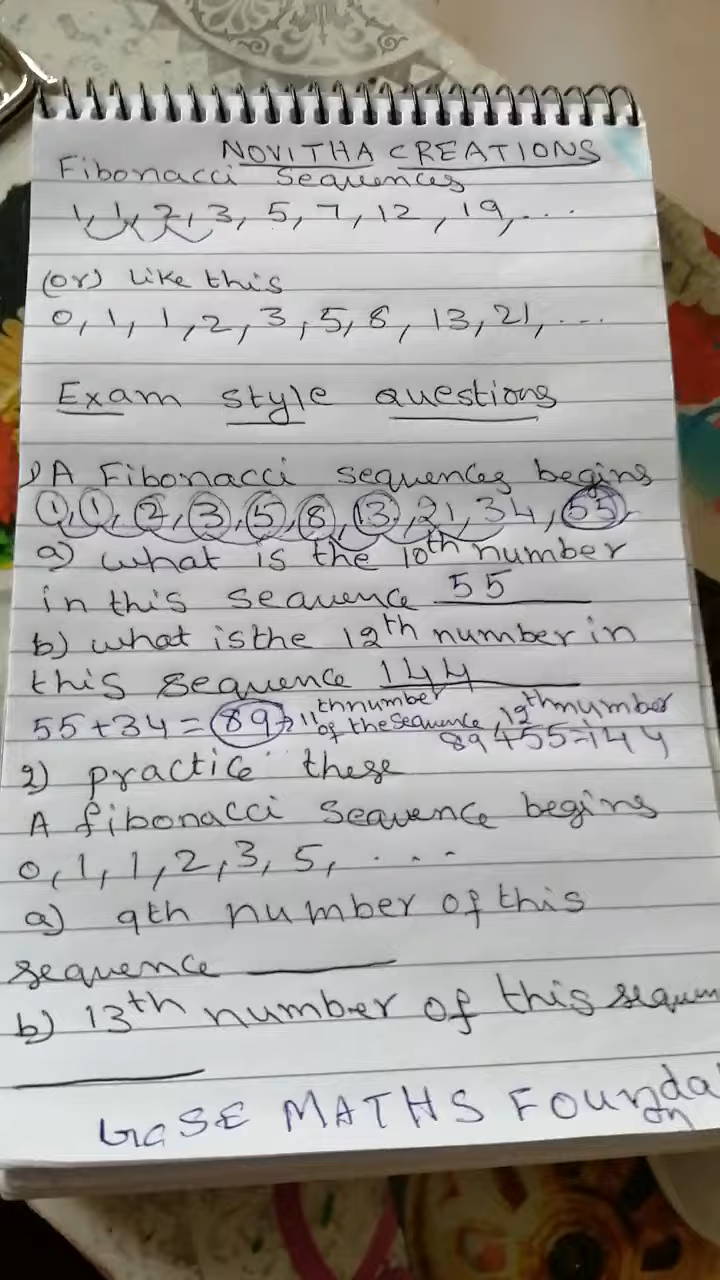 NOVITHA CREATIONS
Fibonacci Sequences
1, 1, 2, 3, 5, 7, 12, 19, ...
(or) like this
0, 1, 1, 2, 3, 5, 8, 13, 21, ...
Exam style questions
1) A Fibonacci sequences begins
1, 1, 2, 3, 5, 8, 13, 21, 34, 55
a) what is the 10th number
in this sequence 55
b) what is the 12th number in
this sequence 144
55+34=89→11th number of the sequence, 12th number
89+55=144
2) practice these
A fibonacci sequence begins
0, 1, 1, 2, 3, 5, ...
a) 9th number of this
sequence
b) 13th number of this sequen
GCSE MATHS Foundation